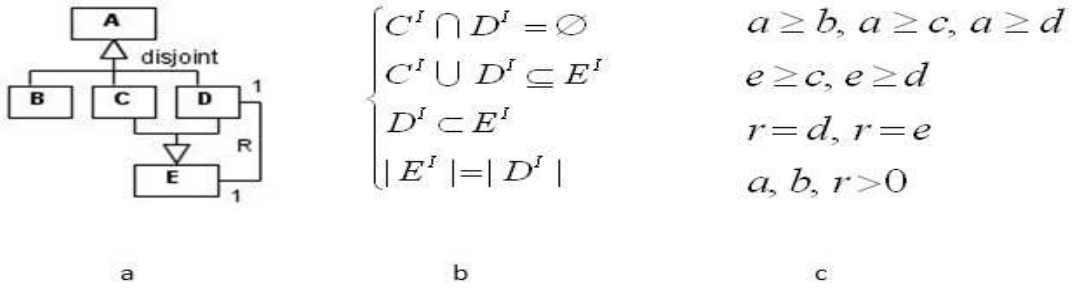 A
disjoint
B C D 1
R
E
1
a
C^I ⋂ D^I = ∅
C^I ⋃ D^I ⊆ E^I
D^I ⊂ E^I
| E^I |=| D^I |
b
a ≥ b, a ≥ c, a ≥ d
e ≥ c, e ≥ d
r = d, r = e
a, b, r > 0
c